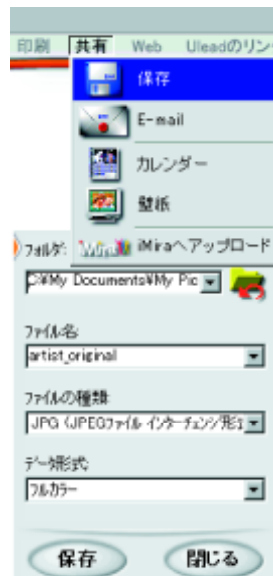 印刷 共有 Web Uleadのリン
保存
E-mail
カレンダー
壁紙
iMiraへアップロード
フォルダ:
C:¥My Documents¥My Pic
ファイル名:
artist_original
ファイルの種類:
JPG (JPEGファイル インターチェンジ形式
データ形式:
フルカラー
保存 閉じる